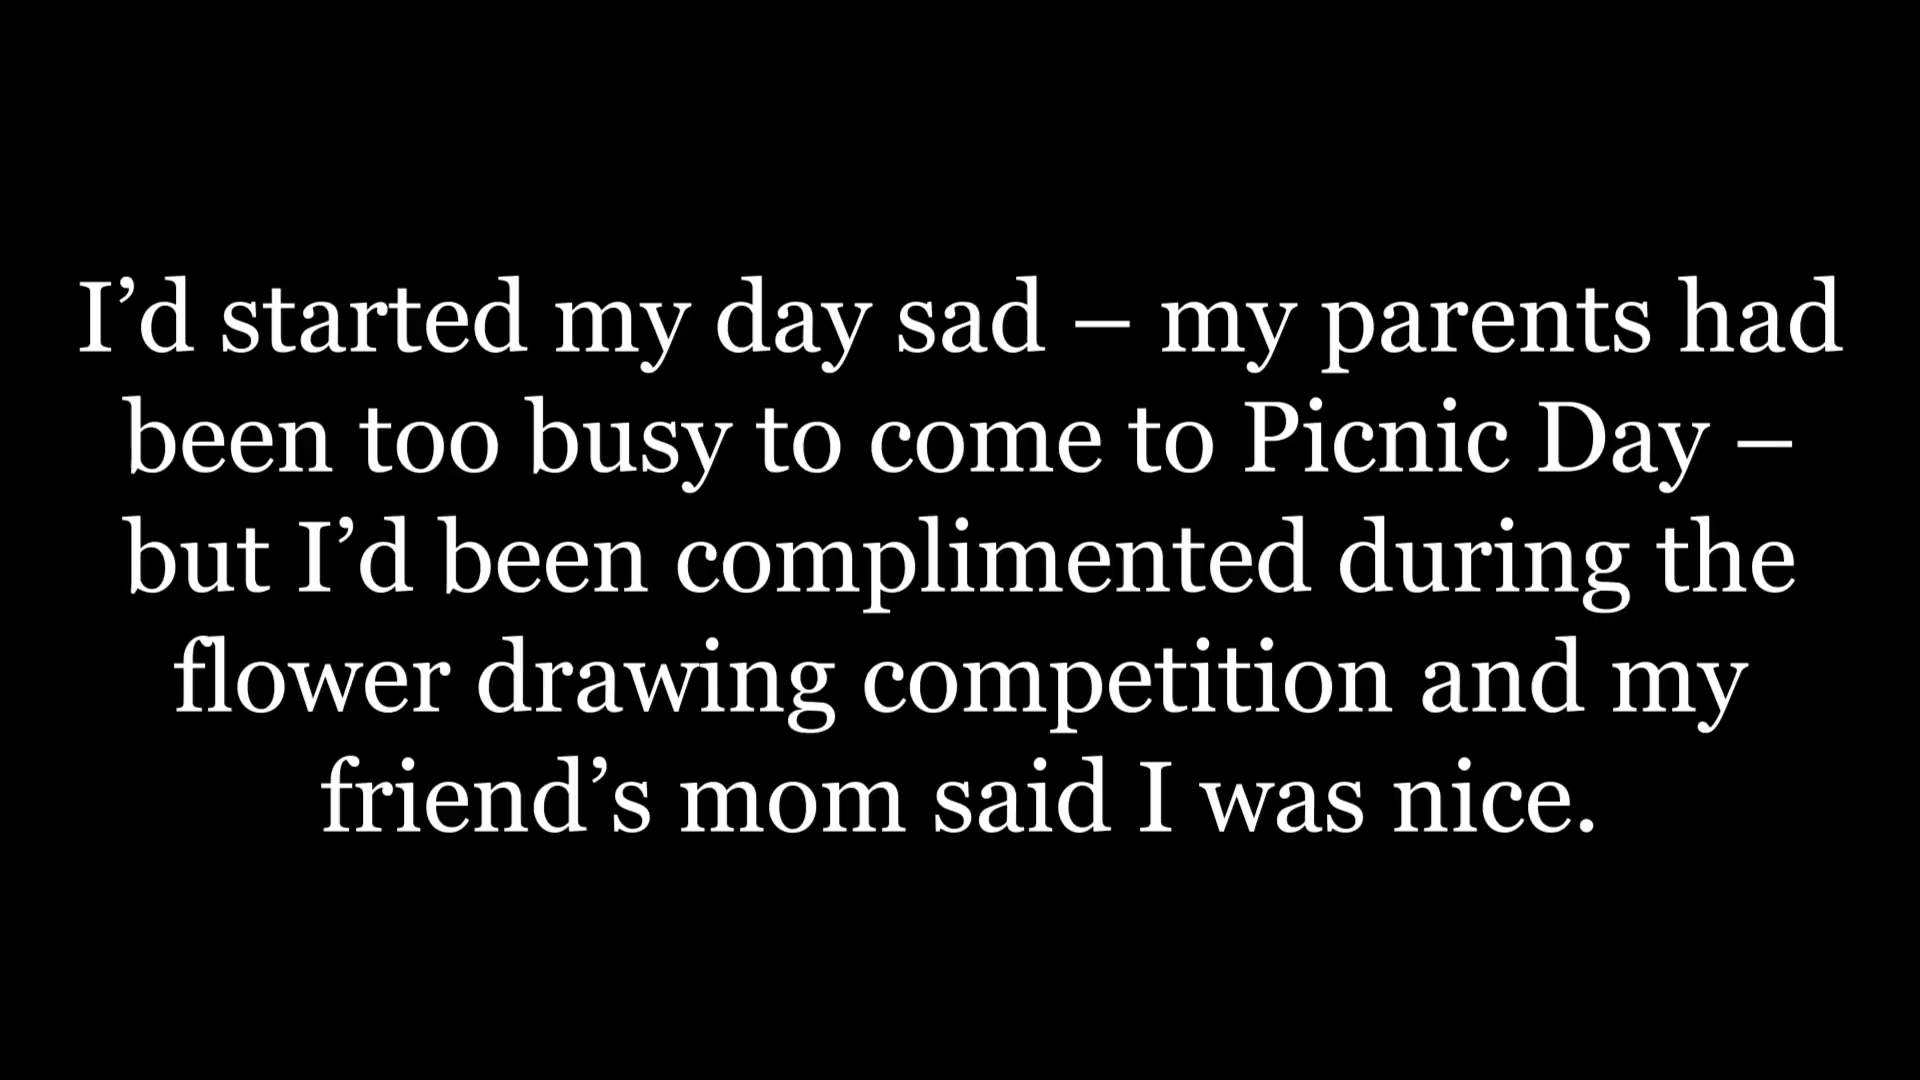 I’d started my day sad – my parents had
been too busy to come to Picnic Day –
but I’d been complimented during the
flower drawing competition and my
friend’s mom said I was nice.